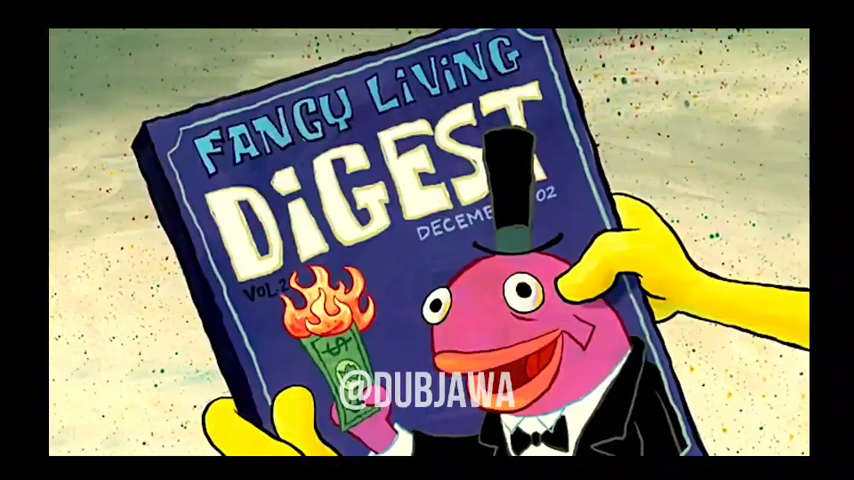 FANCY LIVING
DIGEST
DECEMBE 02
VOL.2
$
@DUBJAWA